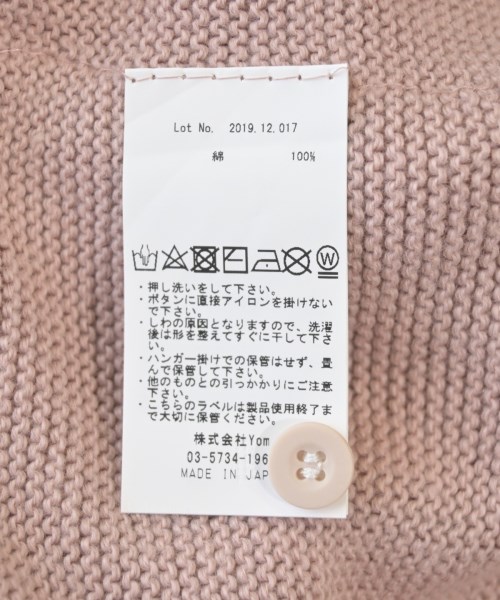 Lot No. 2019.12.017
綿 100%
W
・押し洗いをして下さい。
・ボタンに直接アイロンを掛けない
で下さい。
・しわの原因となりますので、洗濯
後は形を整えてすぐに干して下さ
い。
・ハンガー掛けでの保管はせず、畳
んで保管して下さい。
・他のものとの引っかかりにご注意
下さい。
・こちらのラベルは製品使用終了ま
で大切に保管ください。
株式会社Yom
03-5734-196
MADE IN JAP